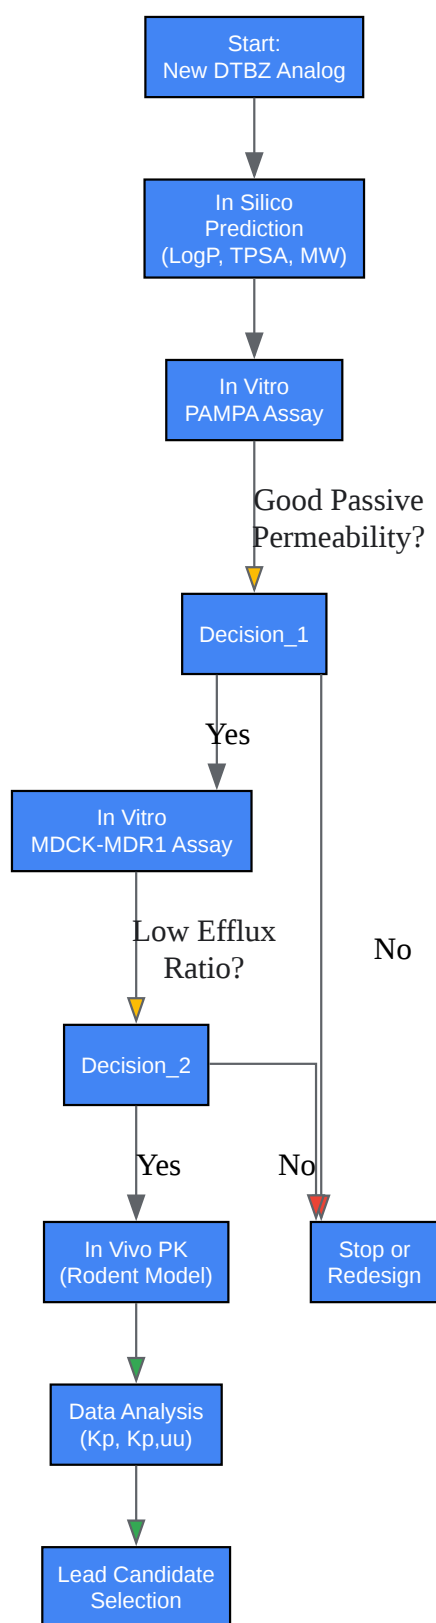 Start:
New DTBZ Analog
In Silico
Prediction
(LogP, TPSA, MW)
In Vitro
PAMPA Assay
Good Passive
Permeability?
Decision_1
Yes
In Vitro
MDCK-MDR1 Assay
Low Efflux
Ratio?
No
Decision_2
Yes
No
In Vivo PK
(Rodent Model)
Stop or
Redesign
Data Analysis
(Kp, Kp,uu)
Lead Candidate
Selection